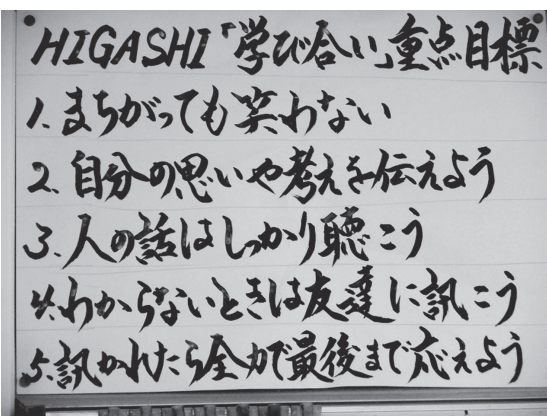 HIGASHI「学び合い」重点目標
1. まちがっても笑わない
2. 自分の思いや考えを伝えよう
3. 人の話はしっかり聴こう
4. わからないときは友達に訊こう
5. 訊かれたら全力で最後まで応えよう